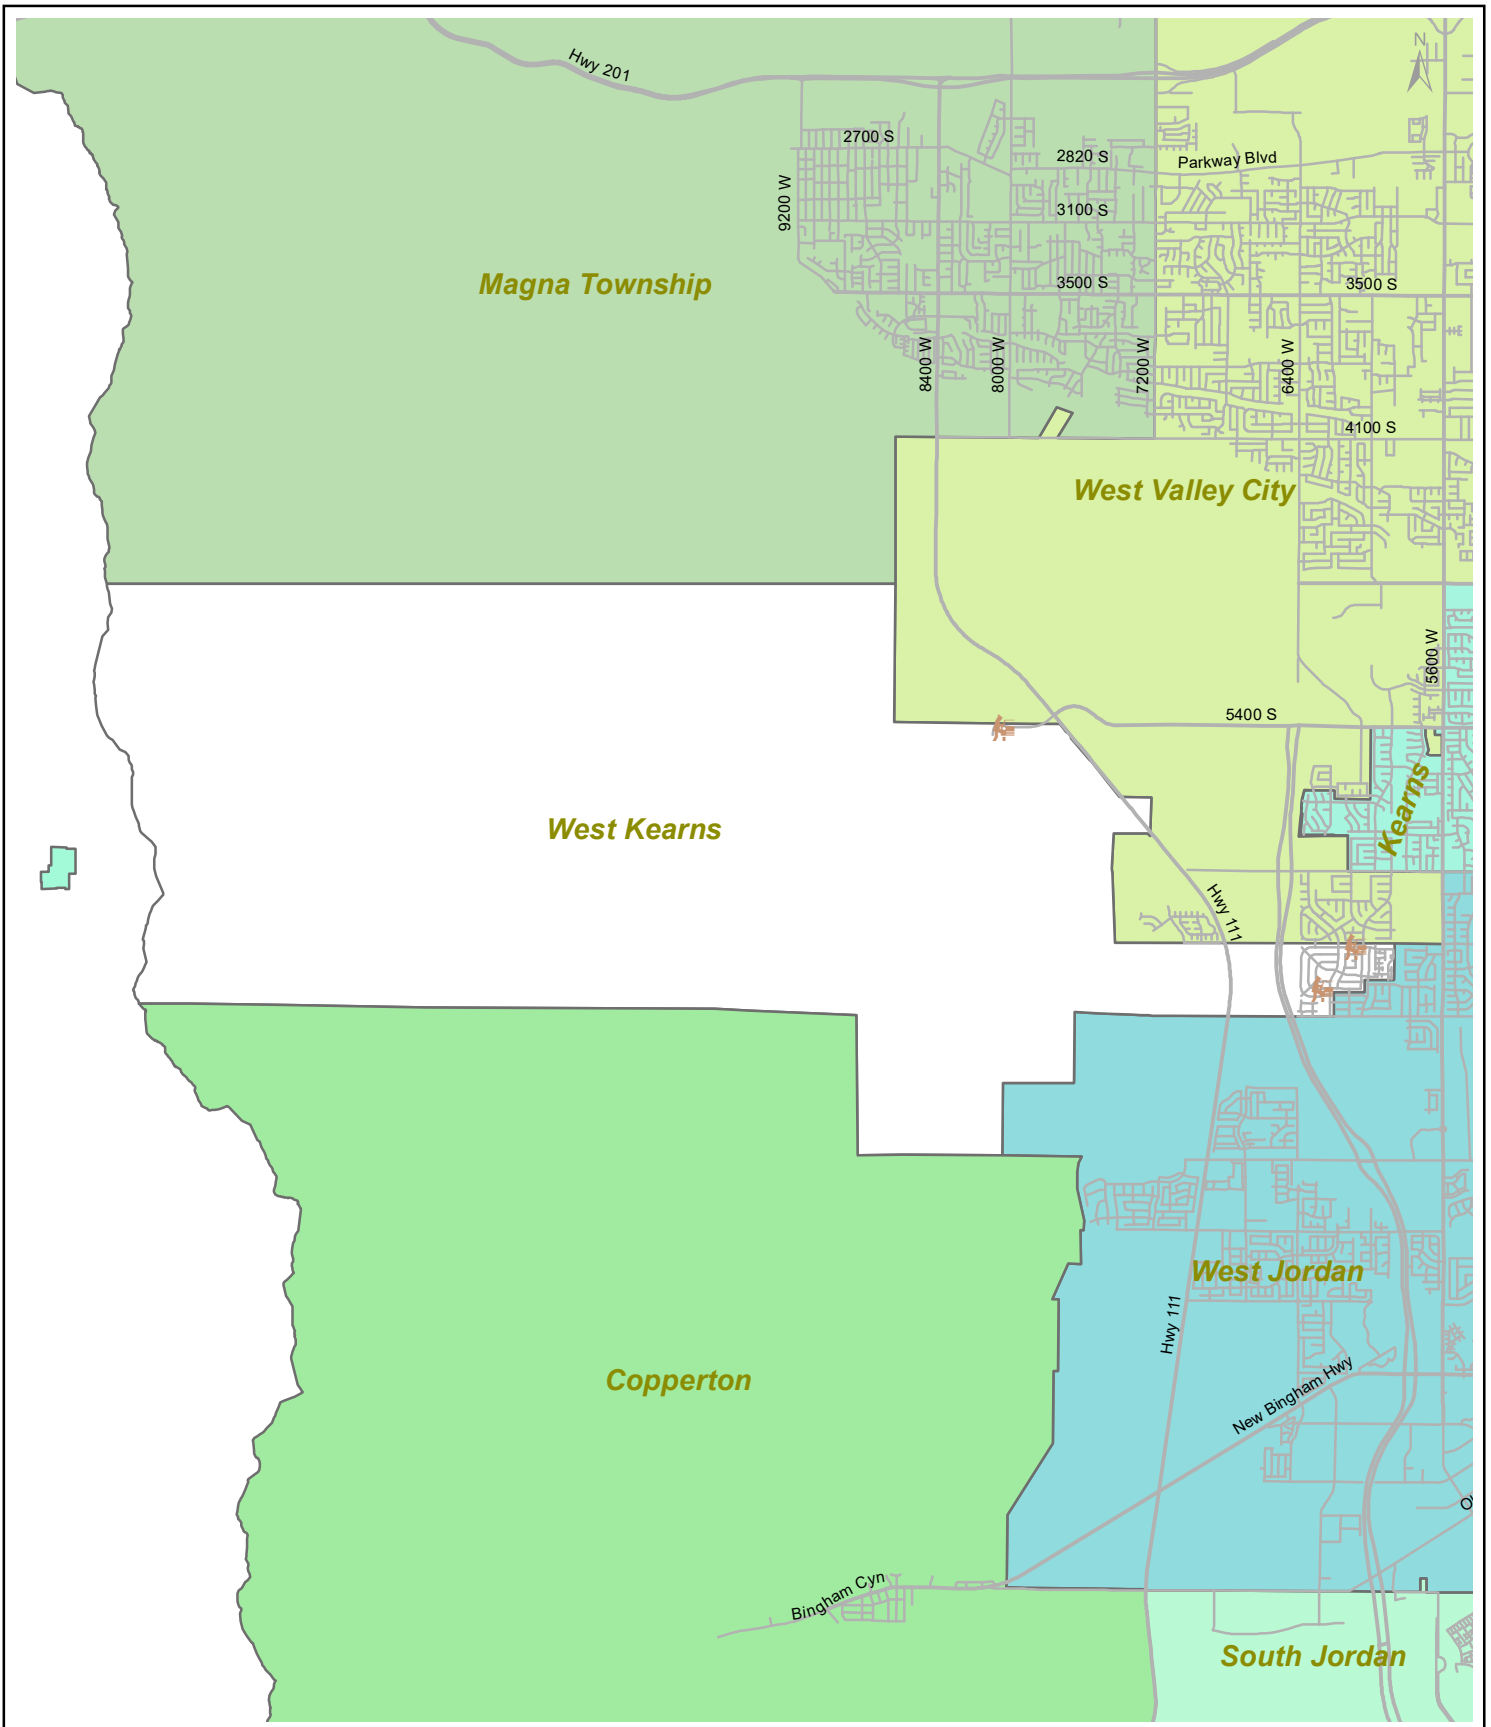 N
Hwy 201
2700 S
2820 S
Parkway Blvd
9200 W
3100 S
Magna Township
3500 S
3500 S
8400 W
8000 W
7200 W
6400 W
4100 S
West Valley City
5600 W
5400 S
Kearns
West Kearns
Hwy 111
West Jordan
Hwy 111
Copperton
New Bingham Hwy
Bingham Cyn
South Jordan